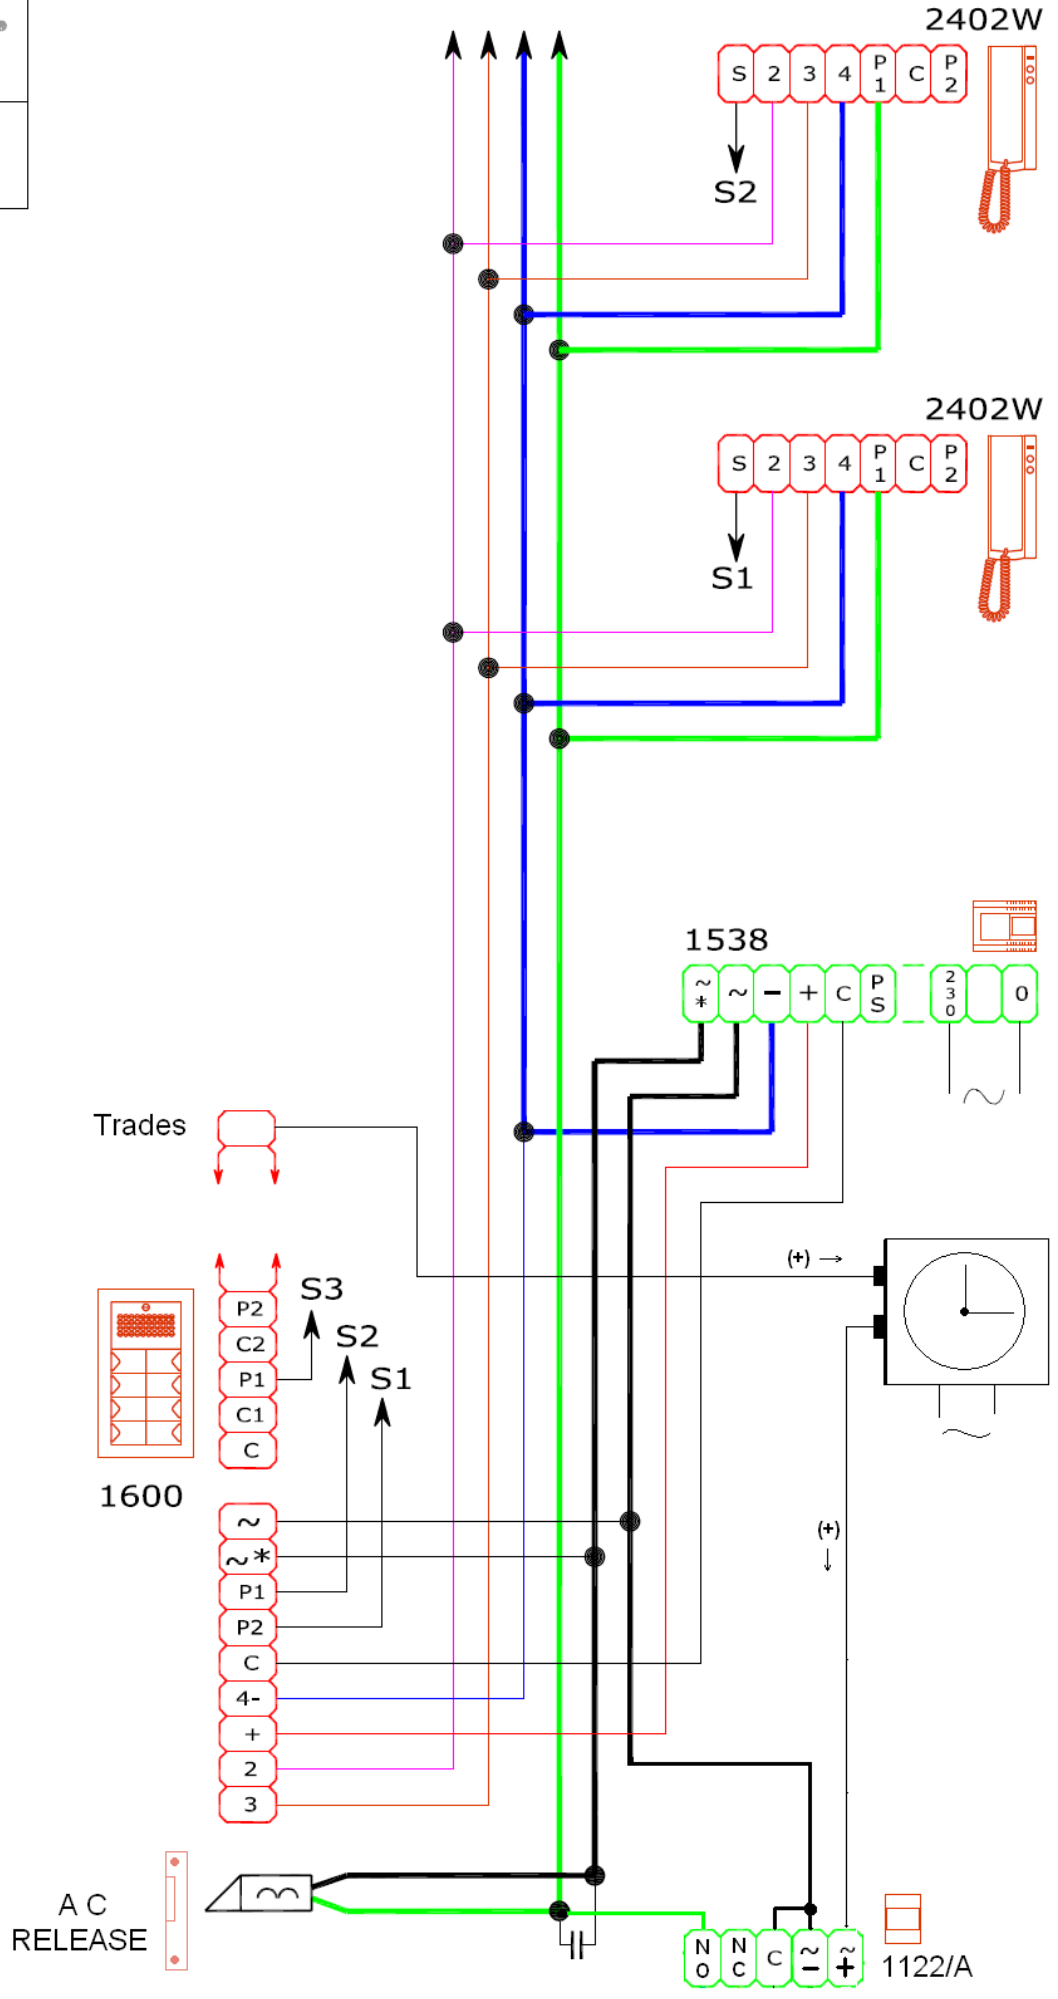 2402W
S 2 3 4 P1 C P2
S2
2402W
S 2 3 4 P1 C P2
S1
1538
~* ~ - + C PS 230 0
Trades
(+) →
S3
P2
S2
C2
S1
P1
C1
C
1600
(+)
~
~*
P1
P2
C
4-
+
2
3
A C
RELEASE
NO NC C ~- ~+
1122/A